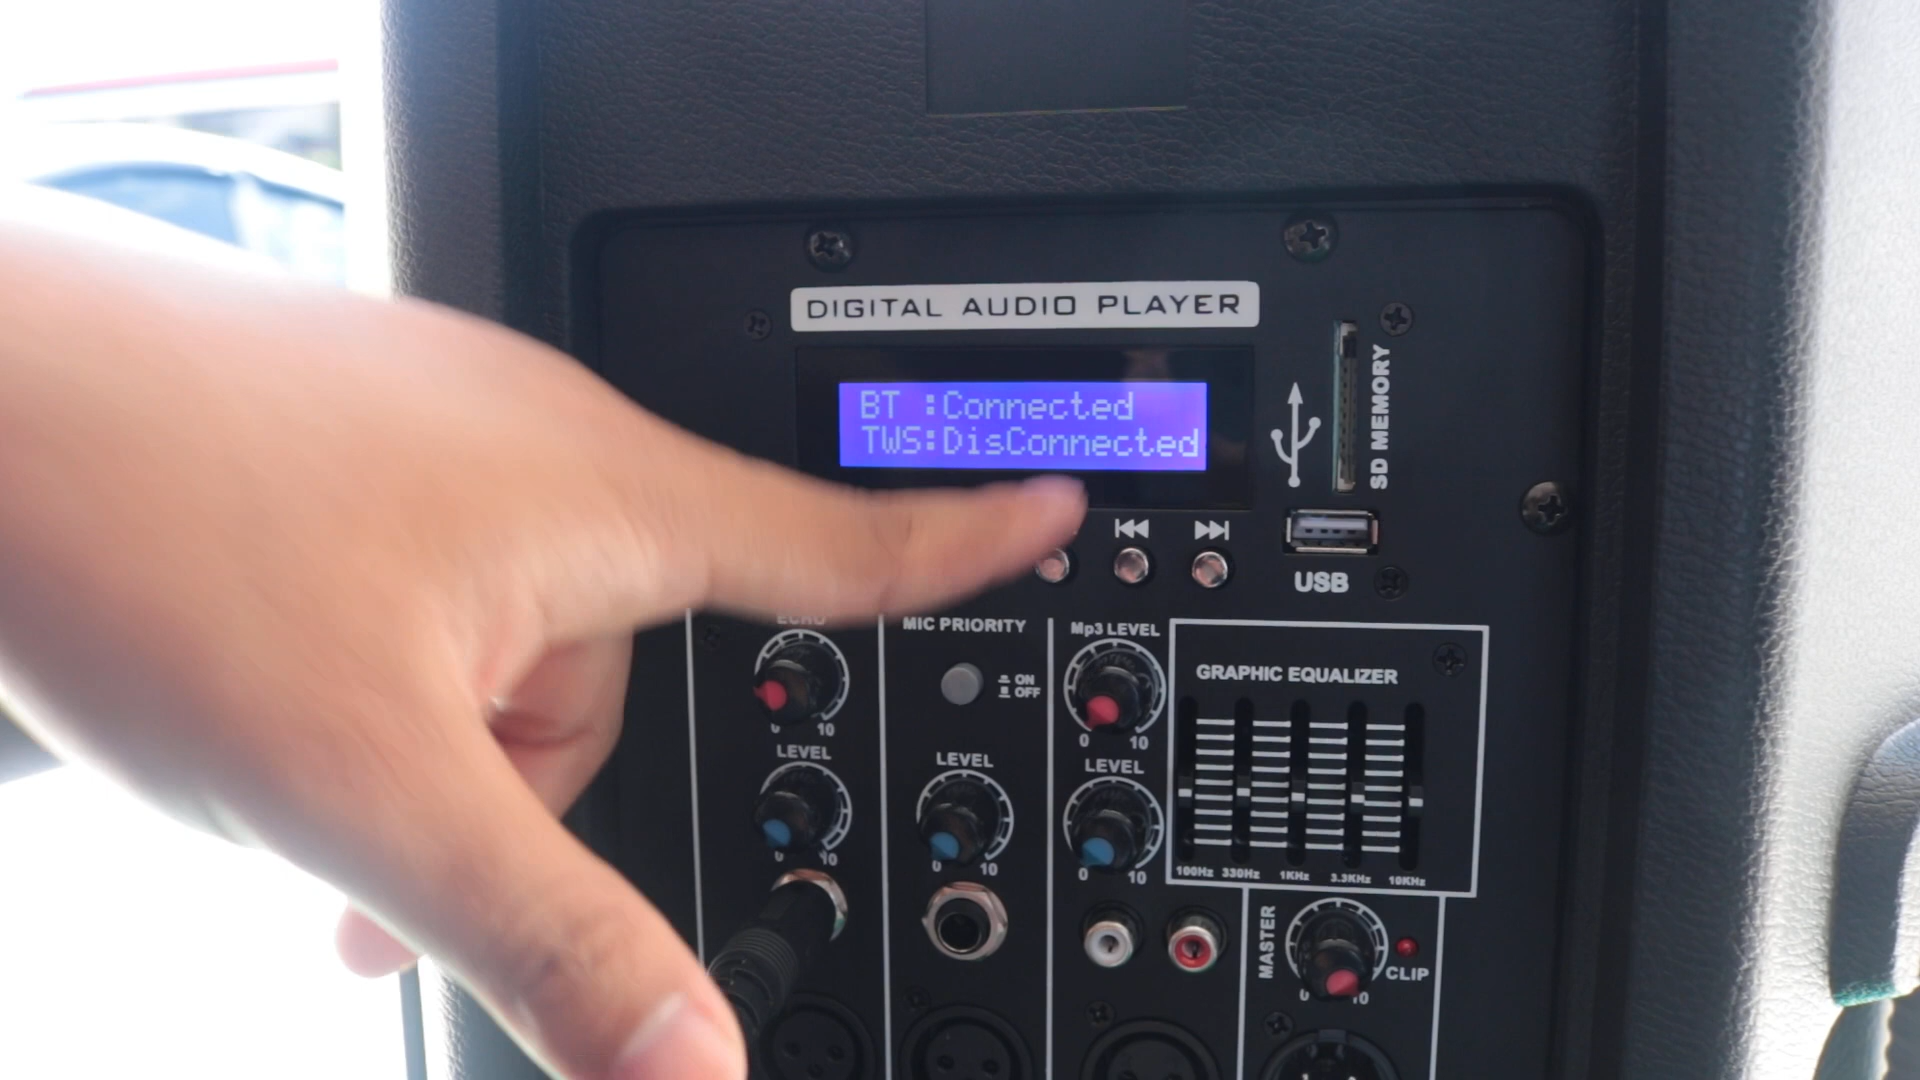 DIGITAL AUDIO PLAYER
BT :Connected
TWS:DisConnected
SD MEMORY
USB
ECHO
0 10
LEVEL
0 10
MIC PRIORITY
ON
OFF
LEVEL
0 10
Mp3 LEVEL
0 10
LEVEL
0 10
GRAPHIC EQUALIZER
100Hz 330Hz 1KHz 3.3KHz 10KHz
MASTER
0 10
CLIP